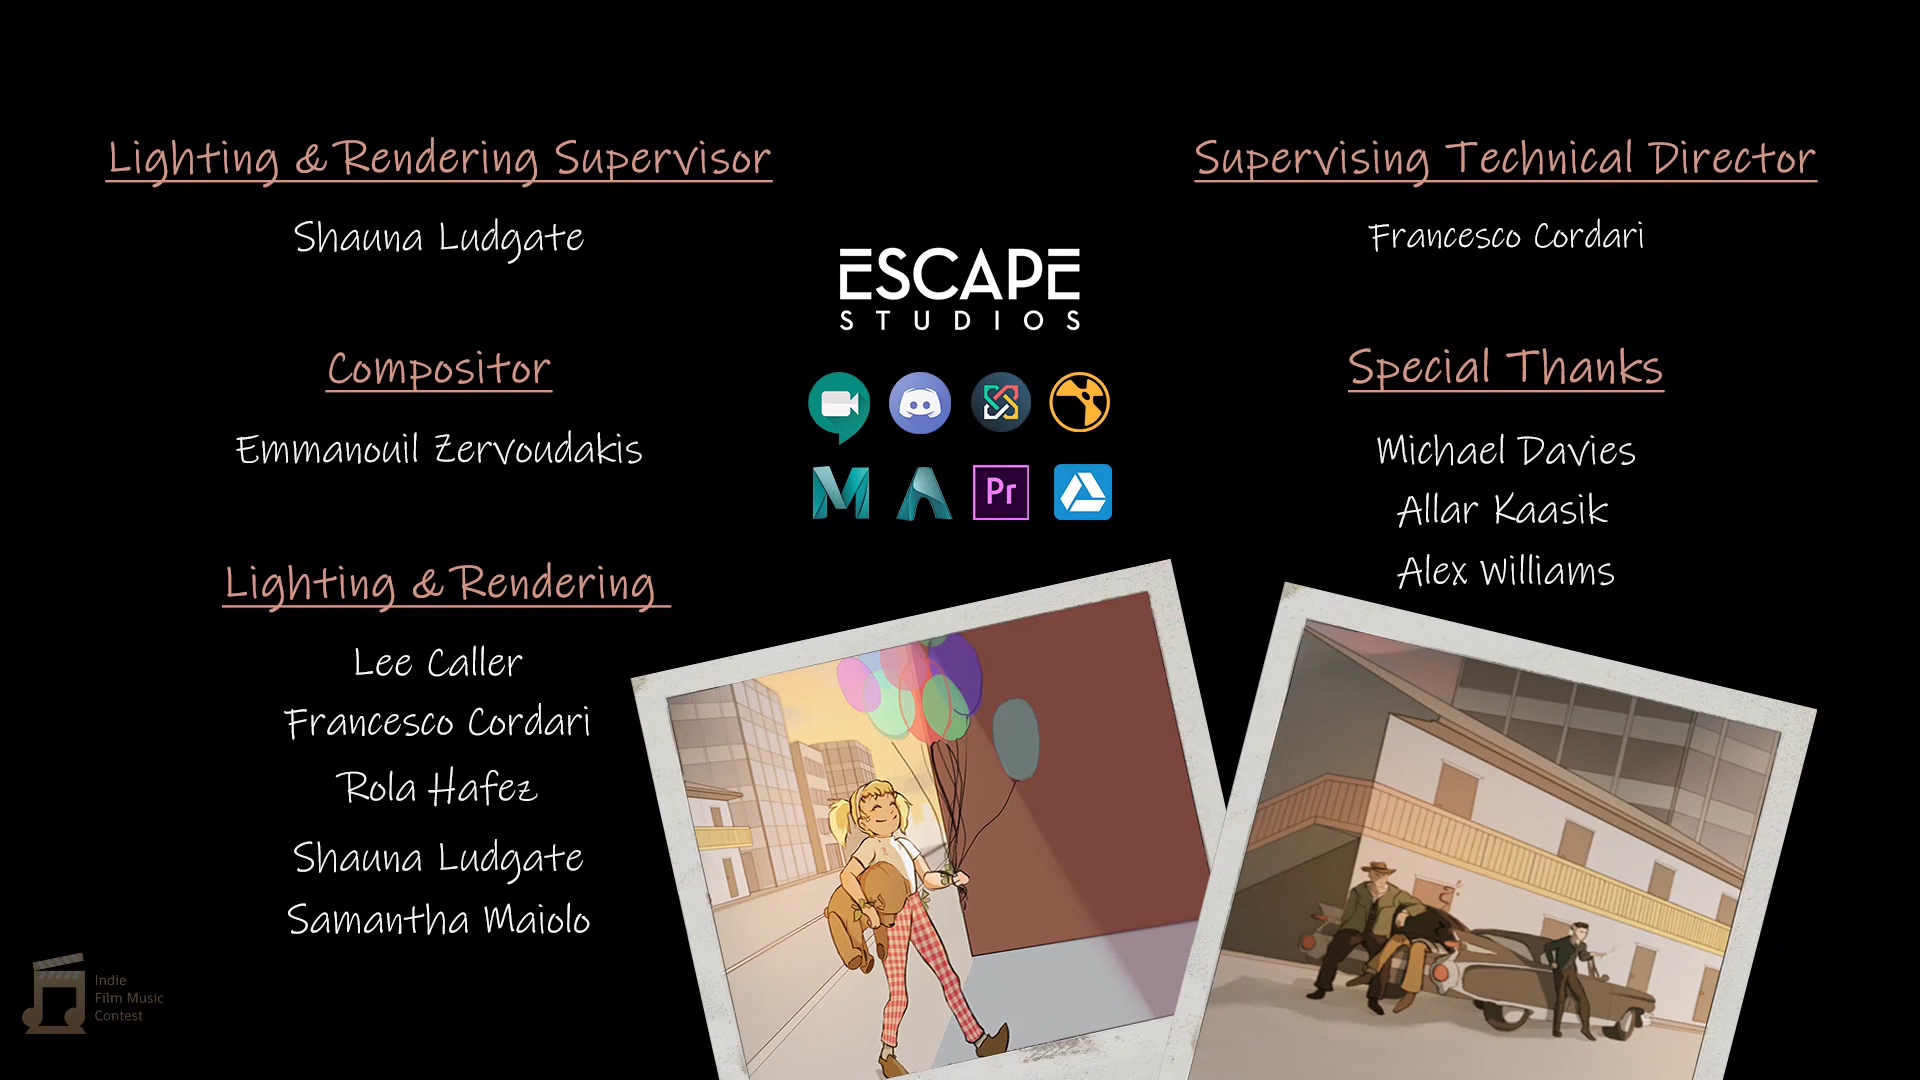 Lighting & Rendering Supervisor
Shauna Ludgate
Compositor
Emmanouil Zervoudakis
Lighting & Rendering
Lee Caller
Francesco Cordari
Rola Hafez
Shauna Ludgate
Samantha Maiolo
ESCAPE
STUDIOS
Pr
Supervising Technical Director
Francesco Cordari
Special Thanks
Michael Davies
Allar Kaasik
Alex Williams
Indie
Film Music
Contest